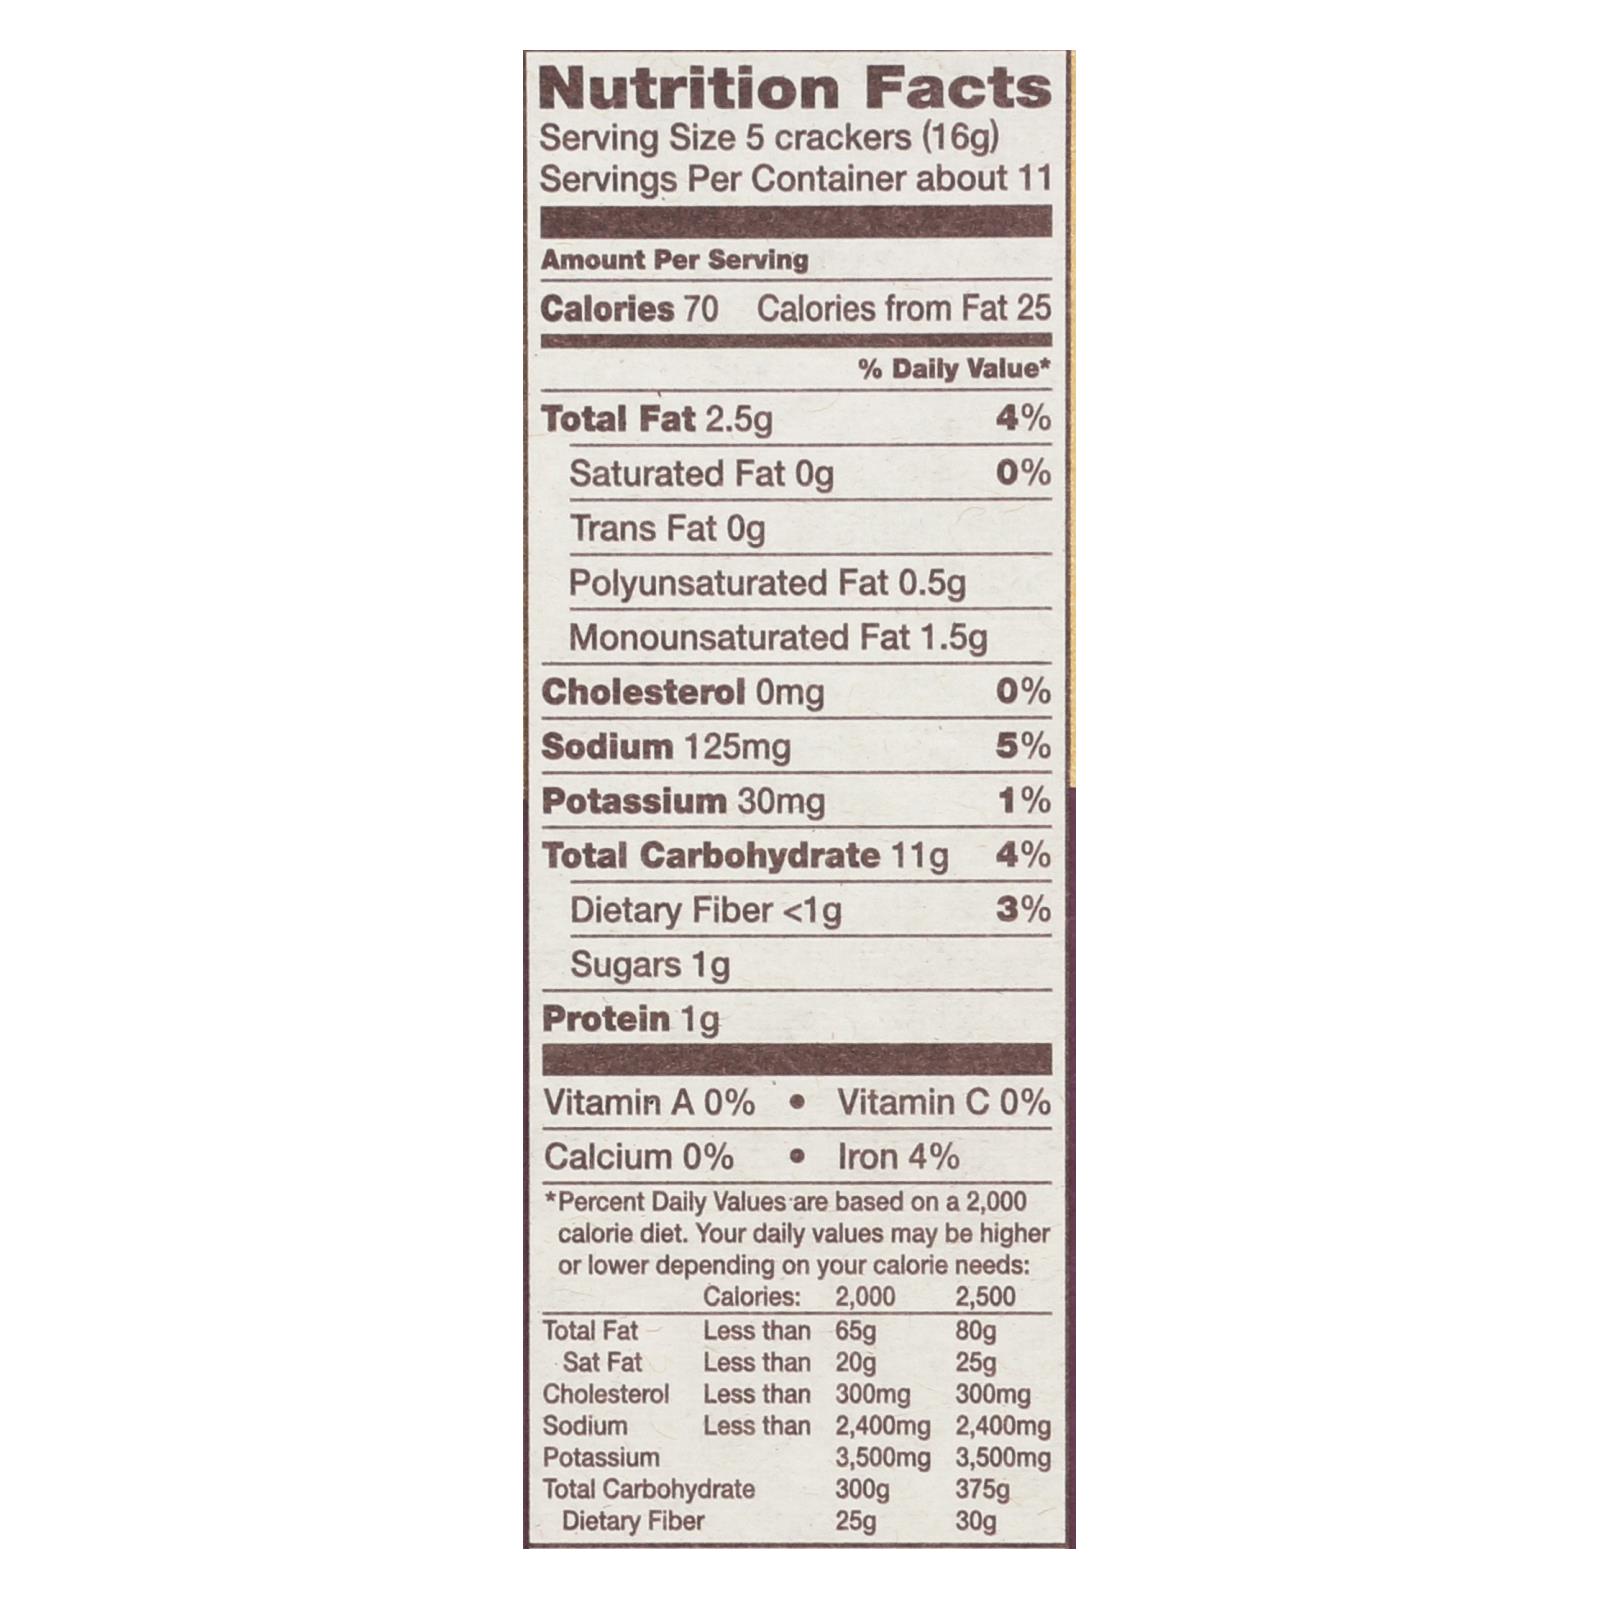 Nutrition Facts
Serving Size 5 crackers (16g)
Servings Per Container about 11
Amount Per Serving
Calories 70 Calories from Fat 25
% Daily Value*
Total Fat 2.5g 4%
Saturated Fat 0g 0%
Trans Fat 0g
Polyunsaturated Fat 0.5g
Monounsaturated Fat 1.5g
Cholesterol 0mg 0%
Sodium 125mg 5%
Potassium 30mg 1%
Total Carbohydrate 11g 4%
Dietary Fiber <1g 3%
Sugars 1g
Protein 1g
Vitamin A 0% • Vitamin C 0%
Calcium 0% • Iron 4%
*Percent Daily Values are based on a 2,000
calorie diet. Your daily values may be higher
or lower depending on your calorie needs:
Calories: 2,000 2,500
Total Fat Less than 65g 80g
Sat Fat Less than 20g 25g
Cholesterol Less than 300mg 300mg
Sodium Less than 2,400mg 2,400mg
Potassium 3,500mg 3,500mg
Total Carbohydrate 300g 375g
Dietary Fiber 25g 30g